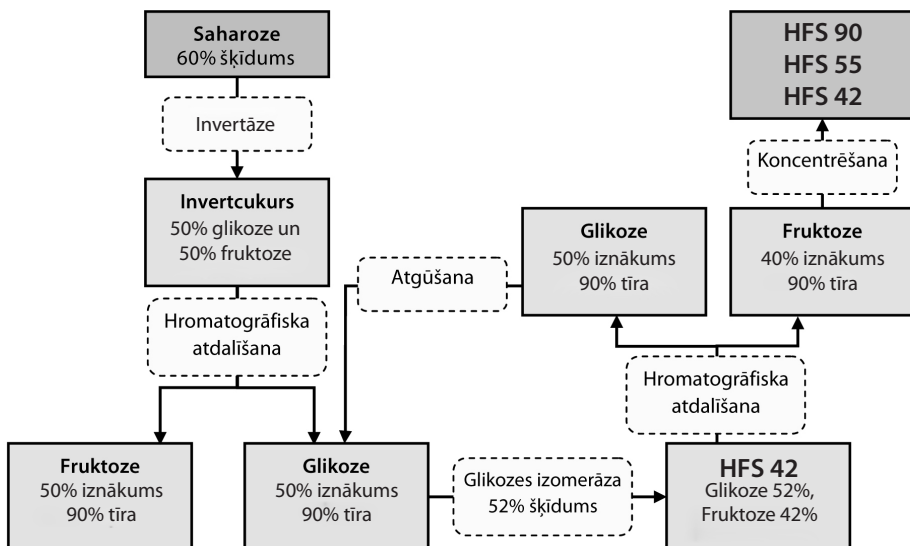 Saharoze
60% šķīdums
Invertāze
Invertcukurs
50% glikoze un
50% fruktoze
Hromatogrāfiska
atdalīšana
Fruktoze
50% iznākums
90% tīra
Glikoze
50% iznākums
90% tīra
Glikozes izomerāza
52% šķīdums
HFS 42
Glikoze 52%,
Fruktoze 42%
Hromatogrāfiska
atdalīšana
Glikoze
50% iznākums
90% tīra
Atgūšana
Fruktoze
40% iznākums
90% tīra
Koncentrēšana
HFS 90
HFS 55
HFS 42